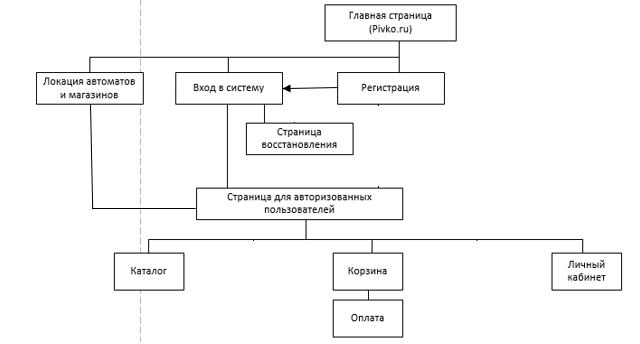 Главная страница
(Pivko.ru)
Локация автоматов
и магазинов
Вход в систему
Регистрация
Страница
восстановления
Страница для авторизованных
пользователей
Каталог
Корзина
Личный
кабинет
Оплата